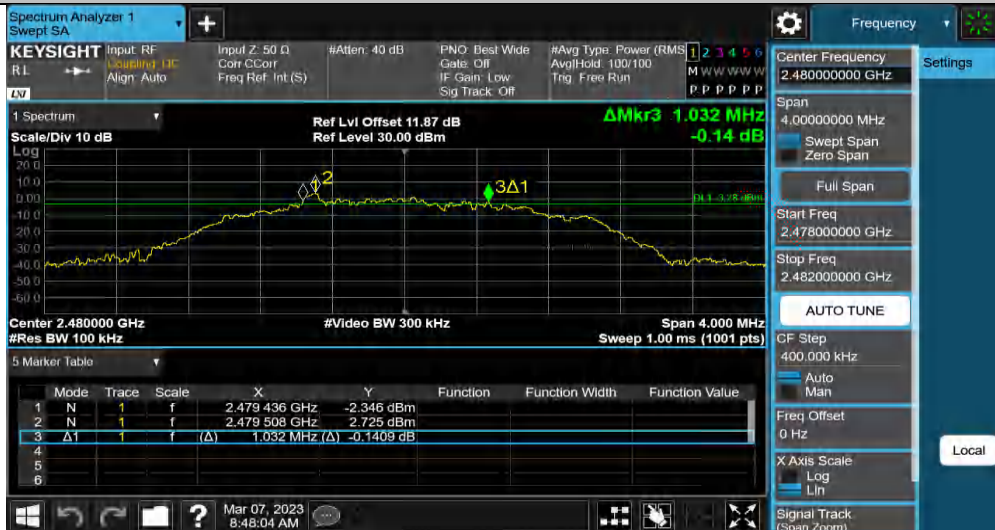 Spectrum Analyzer 1
Swept SA
+
Frequency
KEYSIGHT
RL
LXI
Input: RF
Coupling: DC
Align: Auto
Input Z: 50 Ω
Corr CCorr
Freq Ref: Int (S)
#Atten: 40 dB
PNO: Best Wide
Gate: Off
IF Gain: Low
Sig Track: Off
#Avg Type: Power (RMS
Avg|Hold: 100/100
Trig: Free Run
1 2 3 4 5 6
M W W W W W
P P P P P P
1 Spectrum
Scale/Div 10 dB
Log
Ref Lvl Offset 11.87 dB
Ref Level 30.00 dBm
ΔMkr3 1.032 MHz
-0.14 dB
20.0
10.0
0.00
-10.0
-20.0
-30.0
-40.0
-50.0
-60.0
2
3Δ1
DL1 -3.28 dBm
Center 2.480000 GHz
#Res BW 100 kHz
#Video BW 300 kHz
Span 4.000 MHz
Sweep 1.00 ms (1001 pts)
5 Marker Table
Mode Trace Scale X Y Function Function Width Function Value
1 N 1 f 2.479 436 GHz -2.346 dBm
2 N 1 f 2.479 508 GHz 2.725 dBm
3 Δ1 1 f (Δ) 1.032 MHz (Δ) -0.1409 dB
4
5
6
?
Mar 07, 2023
8:48:04 AM
Center Frequency
2.480000000 GHz
Span
4.00000000 MHz
Swept Span
Zero Span
Full Span
Start Freq
2.478000000 GHz
Stop Freq
2.482000000 GHz
AUTO TUNE
CF Step
400.000 kHz
Auto
Man
Freq Offset
0 Hz
X Axis Scale
Log
Lin
Signal Track
(Span Zoom)
Settings
Local